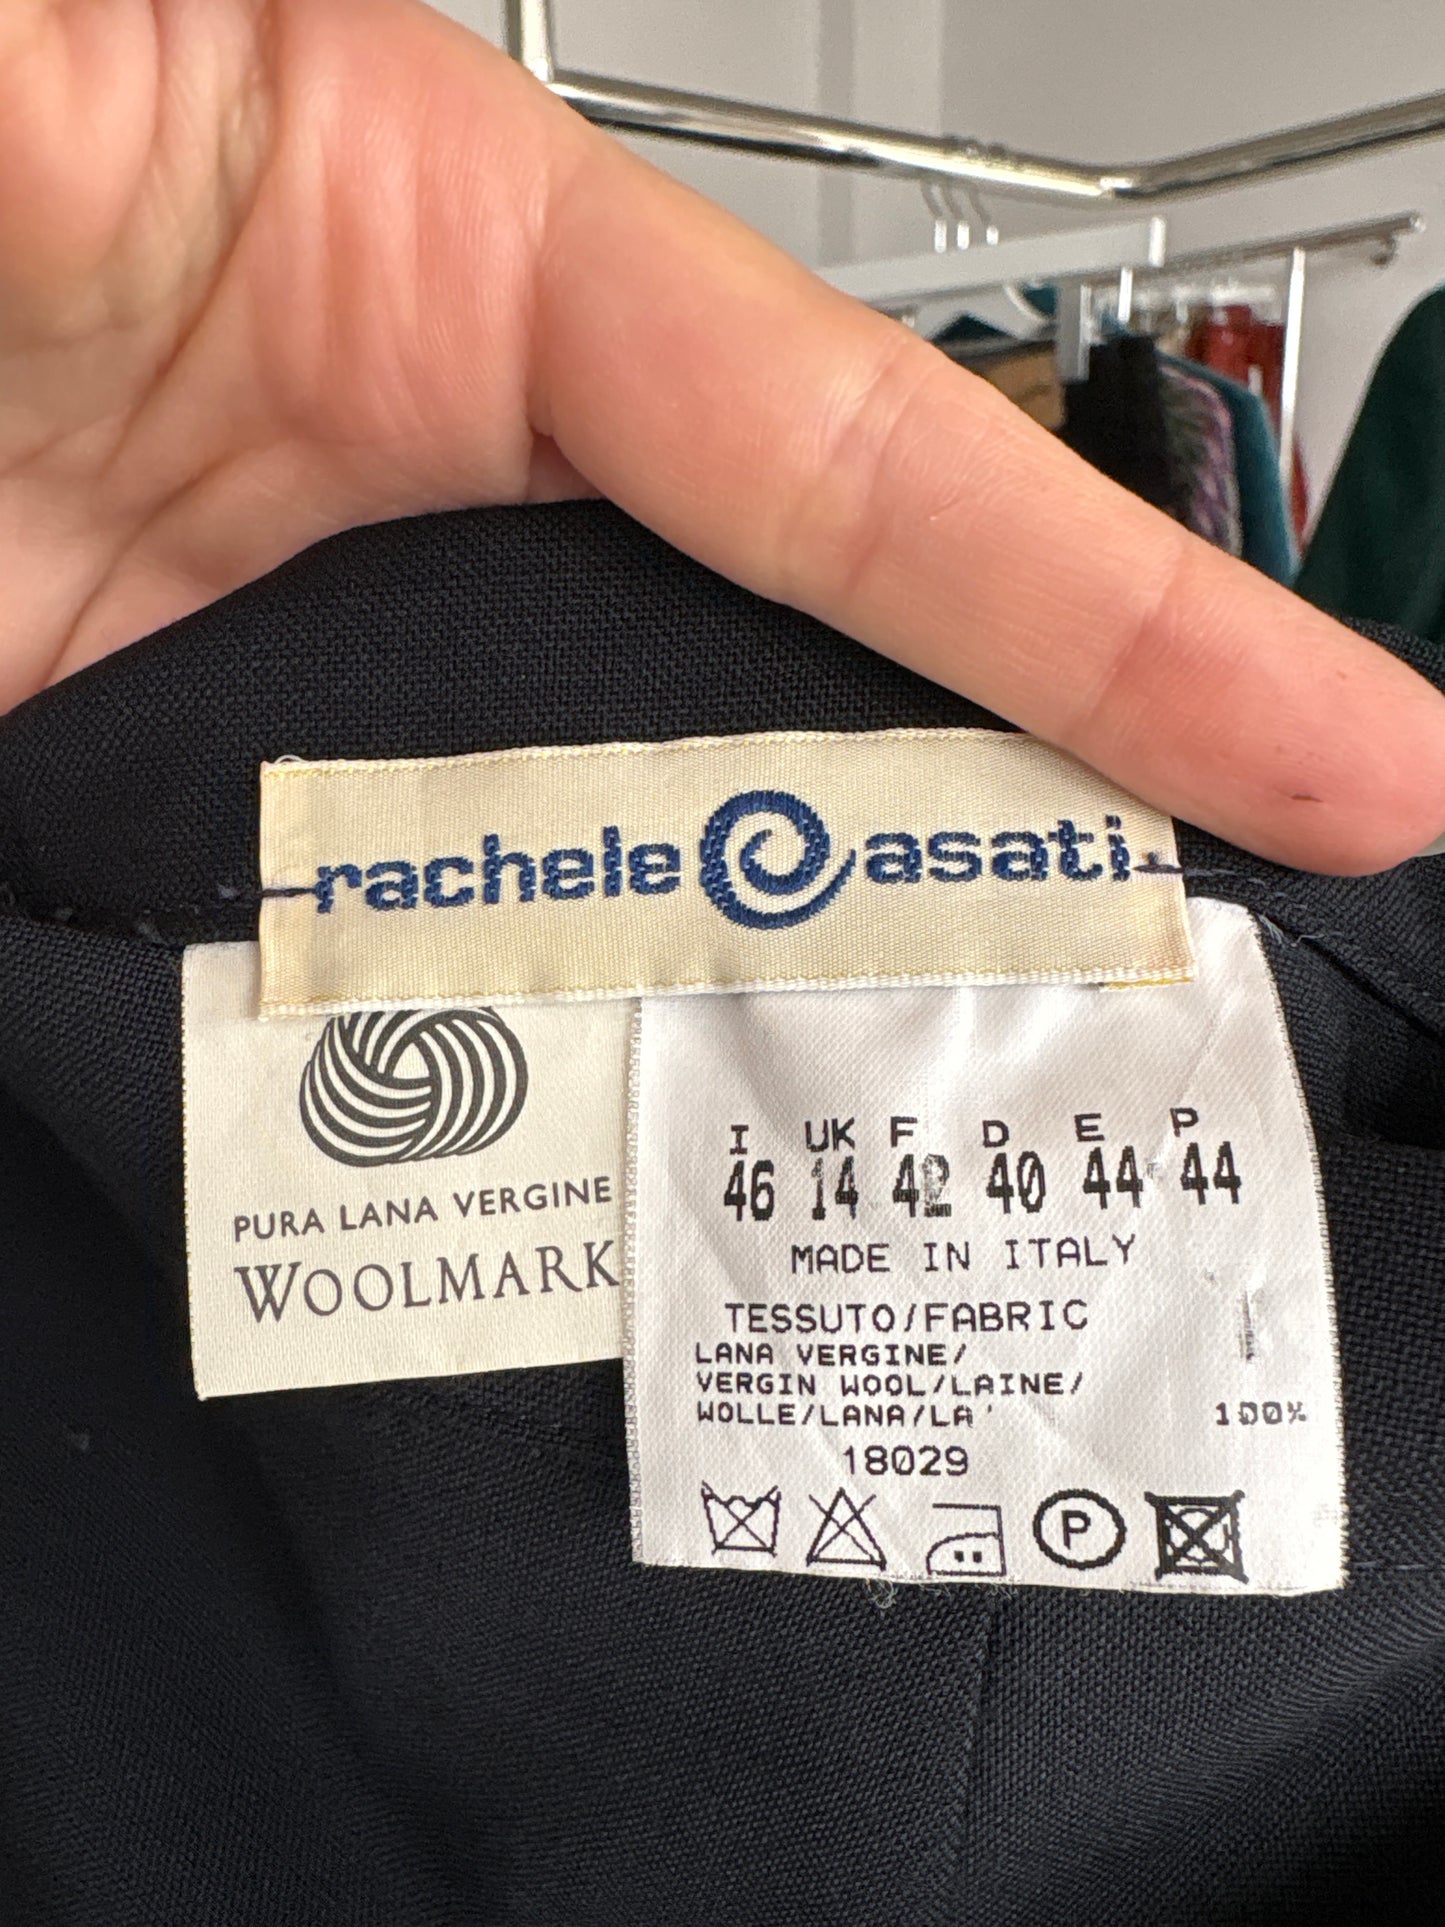 rachele Casati
PURA LANA VERGINE
WOOLMARK
I UK F D E P
46 14 42 40 44 44
MADE IN ITALY
TESSUTO/FABRIC
LANA VERGINE/
VERGIN WOOL/LAINE/
WOLLE/LANA/LA' 100%
18029
P